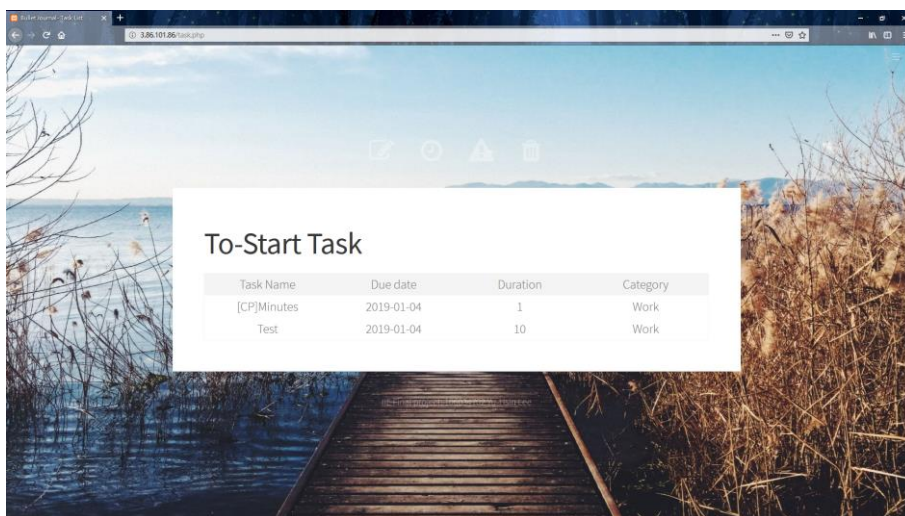 Bullet Journal- Task List
3.86.101.86/task.php
To-Start Task
Task Name Due date Duration Category
[CP]Minutes 2019-01-04 1 Work
Test 2019-01-04 10 Work